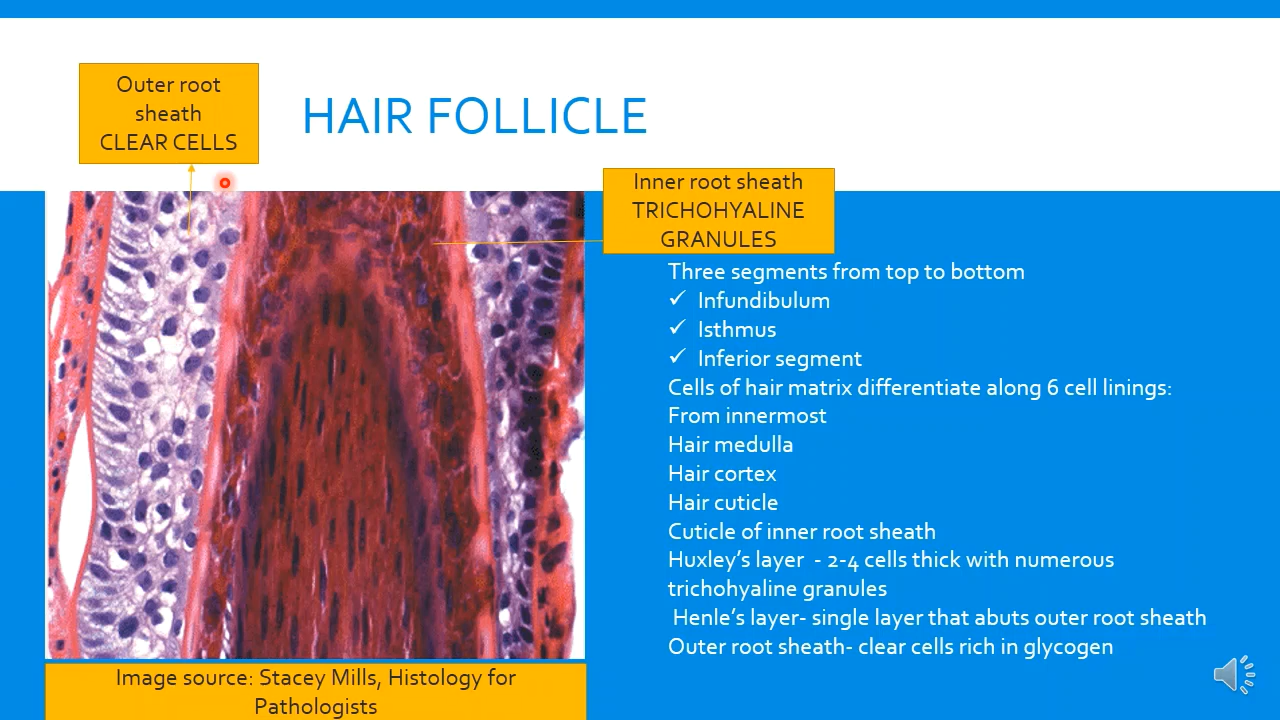 Outer root
sheath
CLEAR CELLS
HAIR FOLLICLE
Inner root sheath
TRICHOHYALINE
GRANULES
Three segments from top to bottom
✓ Infundibulum
✓ Isthmus
✓ Inferior segment
Cells of hair matrix differentiate along 6 cell linings:
From innermost
Hair medulla
Hair cortex
Hair cuticle
Cuticle of inner root sheath
Huxley’s layer - 2-4 cells thick with numerous
trichohyaline granules
Henle’s layer- single layer that abuts outer root sheath
Outer root sheath- clear cells rich in glycogen
Image source: Stacey Mills, Histology for
Pathologists